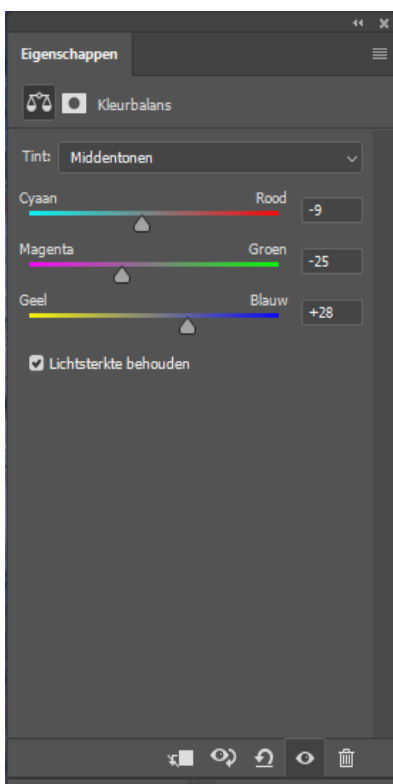 Eigenschappen
Kleurbalans
Tint: Middentonen
Cyaan Rood -9
Magenta Groen -25
Geel Blauw +28
Lichtsterkte behouden